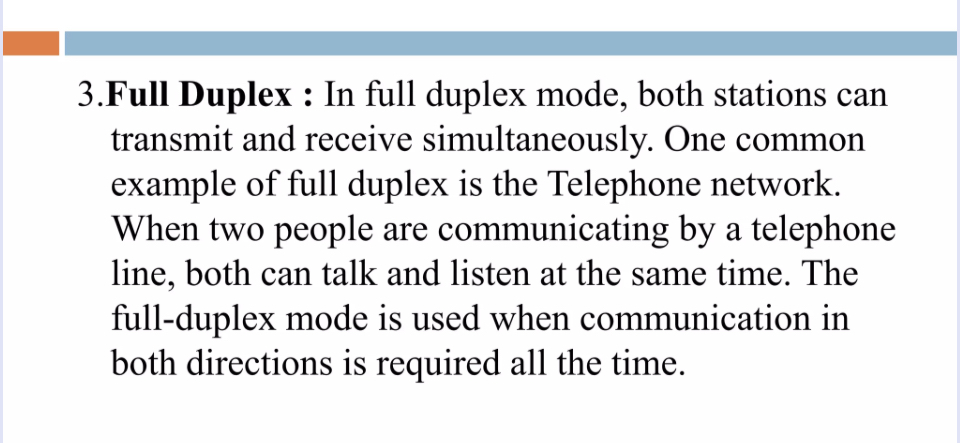 3.Full Duplex : In full duplex mode, both stations can
transmit and receive simultaneously. One common
example of full duplex is the Telephone network.
When two people are communicating by a telephone
line, both can talk and listen at the same time. The
full-duplex mode is used when communication in
both directions is required all the time.